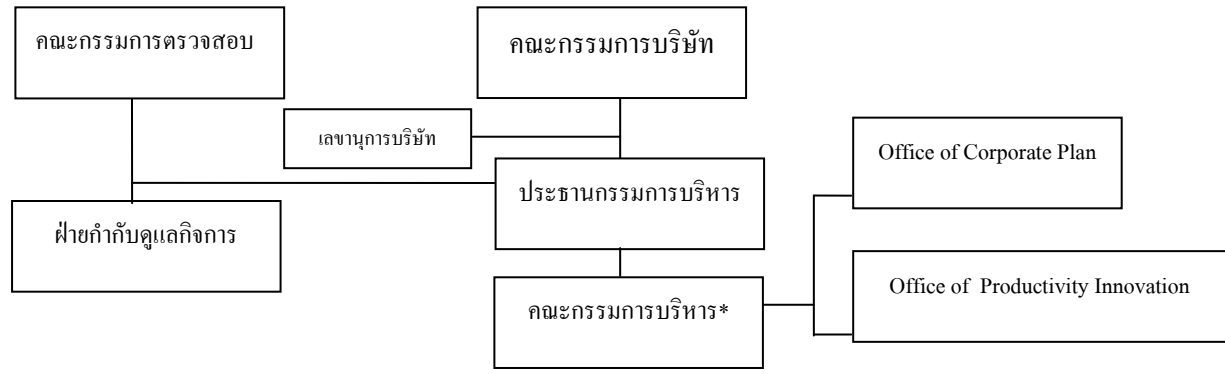 คณะกรรมการตรวจสอบ
คณะกรรมการบริษัท
เลขานุการบริษัท
Office of Corporate Plan
ประธานกรรมการบริหาร
ฝ่ายกำกับดูแลกิจการ
Office of Productivity Innovation
คณะกรรมการบริหาร*